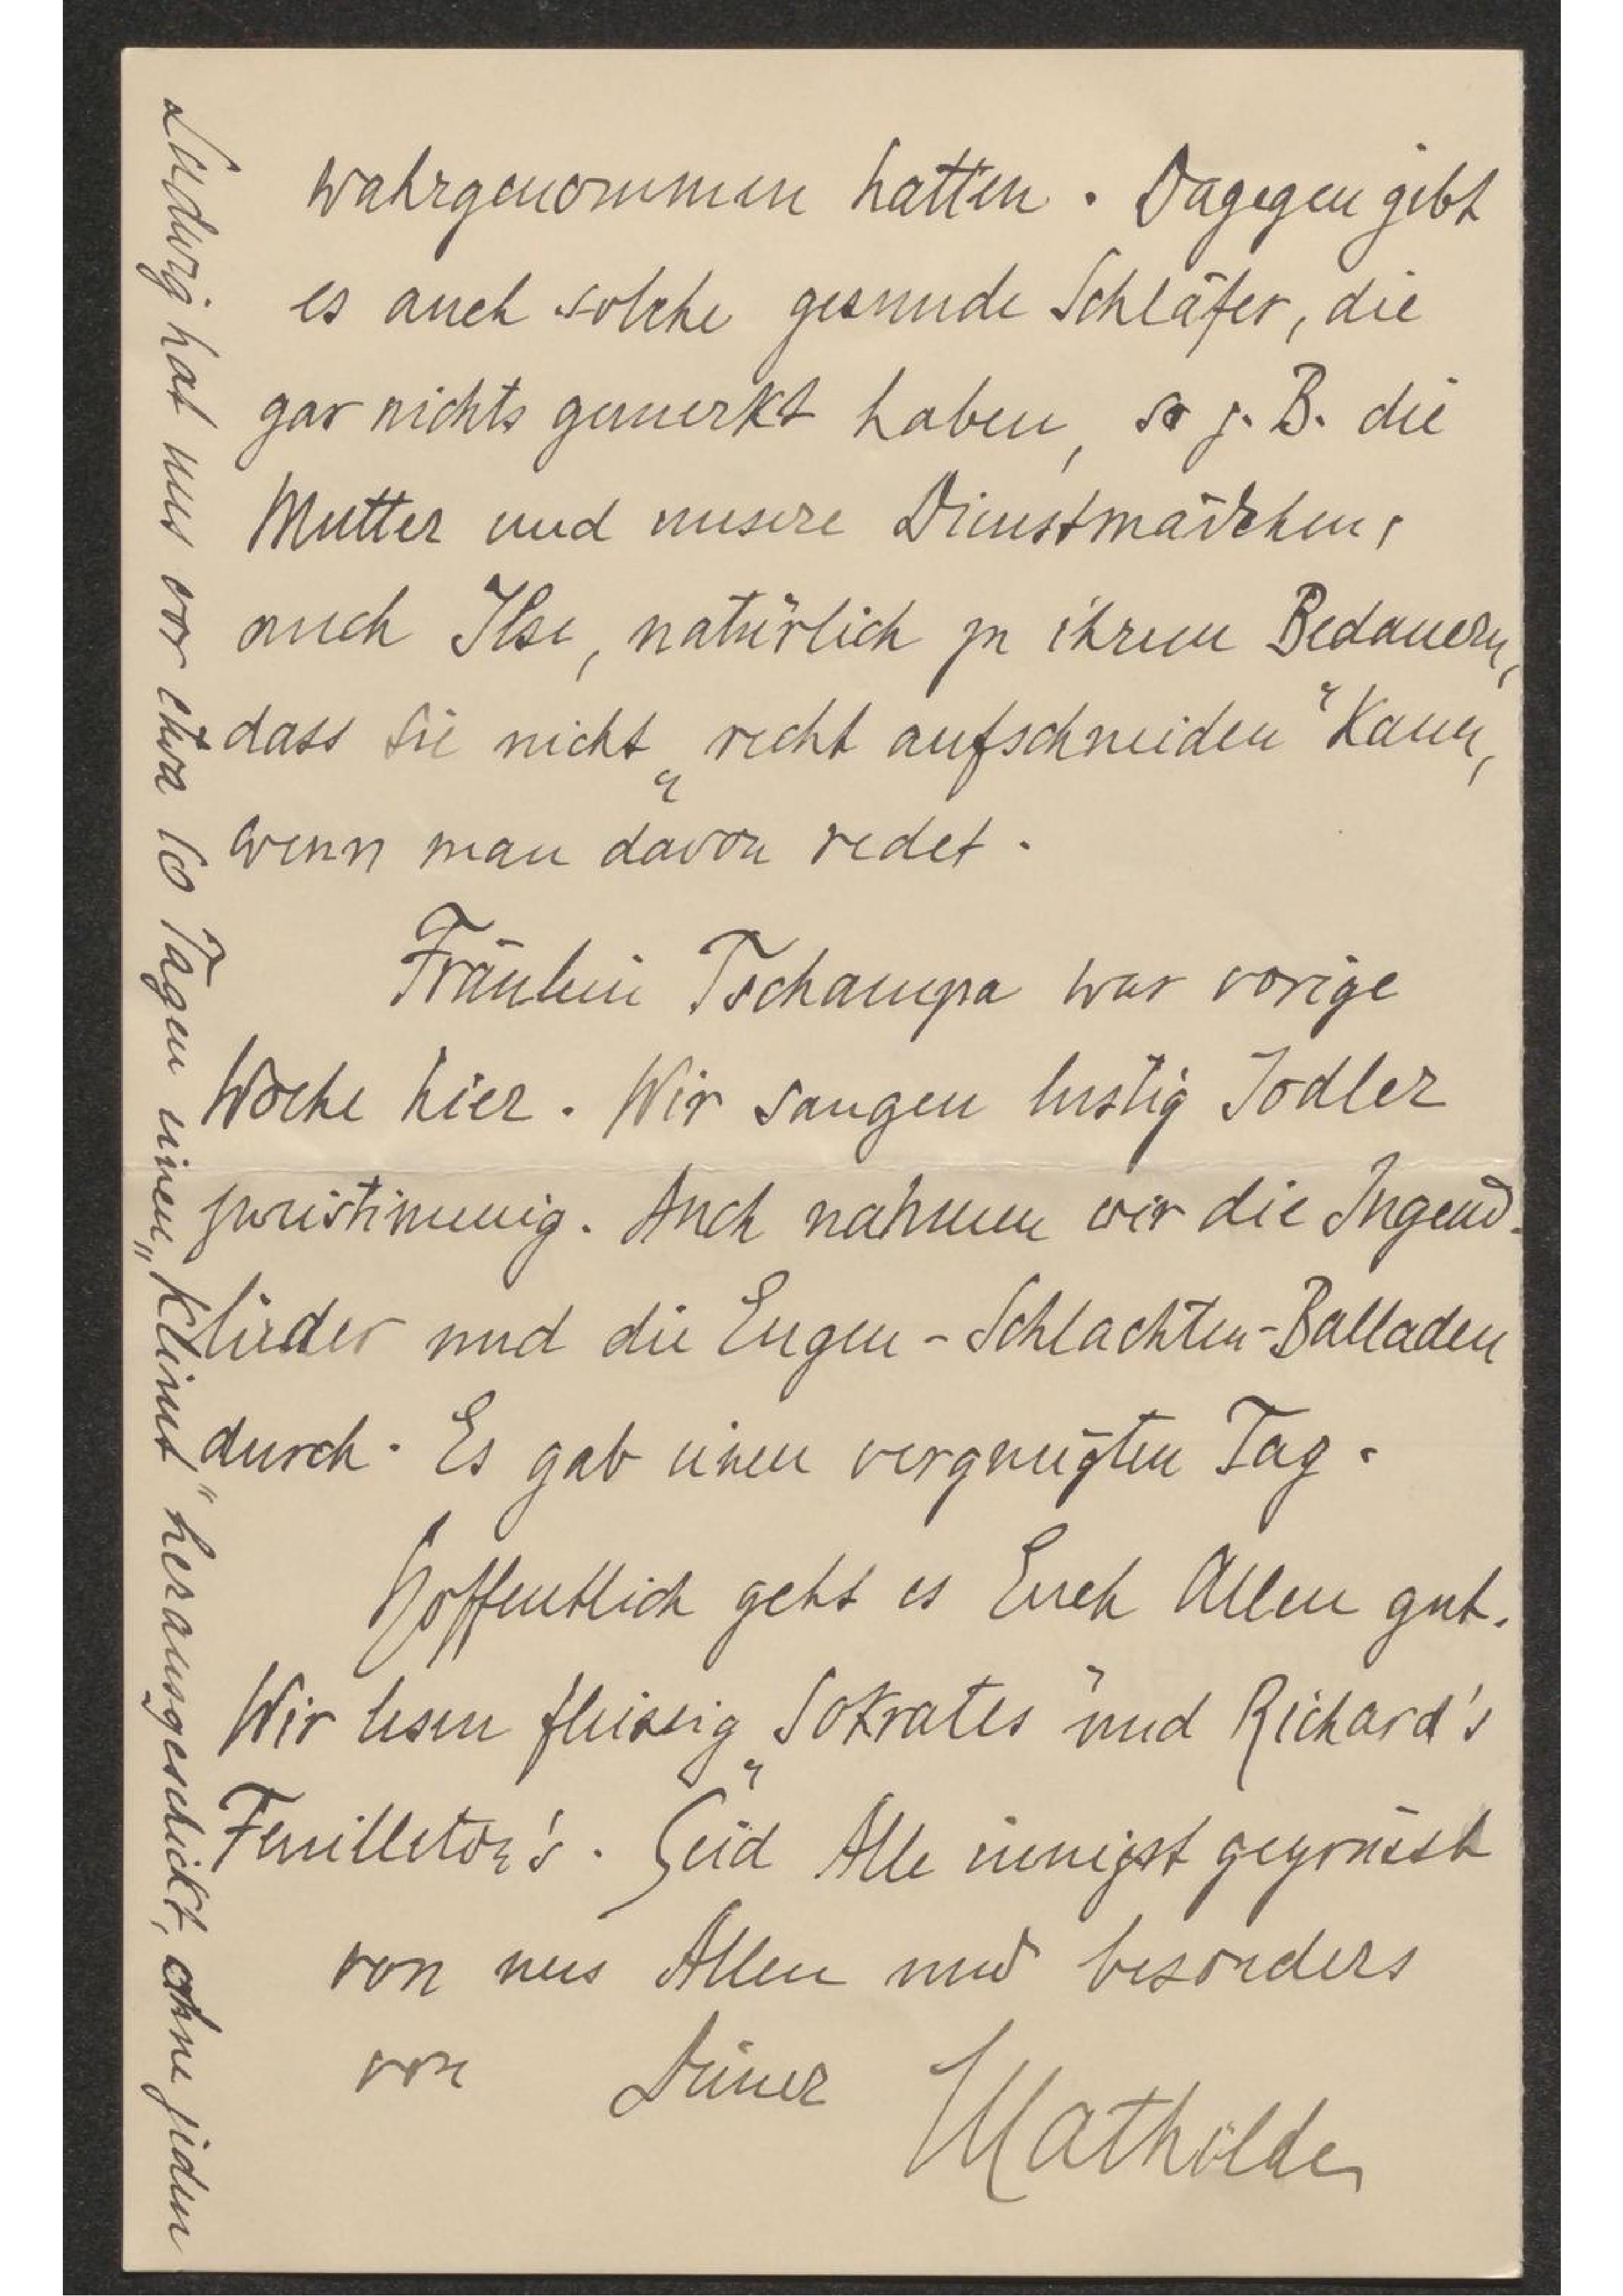 wahrgenommen hatten. Dagegen gibt
es auch solche gesunde Schläfer, die
gar nichts gemerkt haben, so z. B. die
Mutter und unsere Dienstmädchen,
auch Ilse, natürlich zu ihrem Bedauern,
dass sie nicht „recht aufschneiden“ kann,
wenn man davon redet.
Fräulein Tschampa war vorige
Woche hier. Wir sangen lustig Jodler
zweistimmig. Auch nahmen wir die Jugend-
lieder und die Eugen-Schlachten-Balladen
durch. Es gab einen vergnügten Tag.
Hoffentlich geht es Euch Allen gut.
Wir lesen fleissig „Sokrates“ und Richard's
Feuilleton's. Seid Alle innigst gegrüsst
von uns Allen und besonders
von Deiner Mathilde
Ludwig hat uns vor etwa 10 Tagen einen „Klimt“ heraufgeschickt, ohne jeden